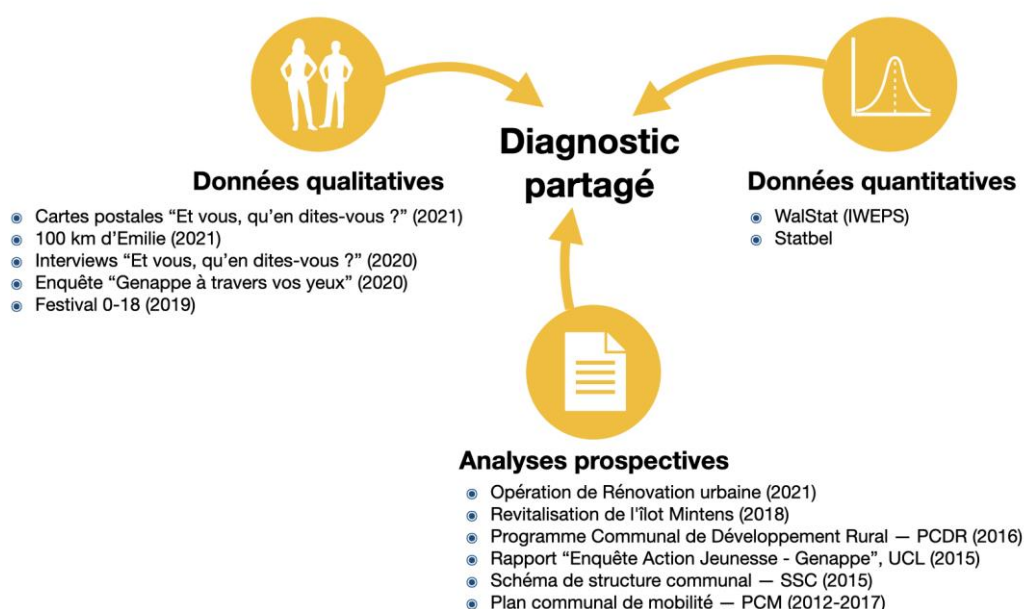 Diagnostic
partagé
Données qualitatives
◉ Cartes postales “Et vous, qu’en dites-vous ?” (2021)
◉ 100 km d’Emilie (2021)
◉ Interviews “Et vous, qu’en dites-vous ?” (2020)
◉ Enquête “Genappe à travers vos yeux” (2020)
◉ Festival 0-18 (2019)
Données quantitatives
◉ WalStat (IWEPS)
◉ Statbel
Analyses prospectives
◉ Opération de Rénovation urbaine (2021)
◉ Revitalisation de l'îlot Mintens (2018)
◉ Programme Communal de Développement Rural — PCDR (2016)
◉ Rapport “Enquête Action Jeunesse - Genappe”, UCL (2015)
◉ Schéma de structure communal — SSC (2015)
◉ Plan communal de mobilité — PCM (2012-2017)